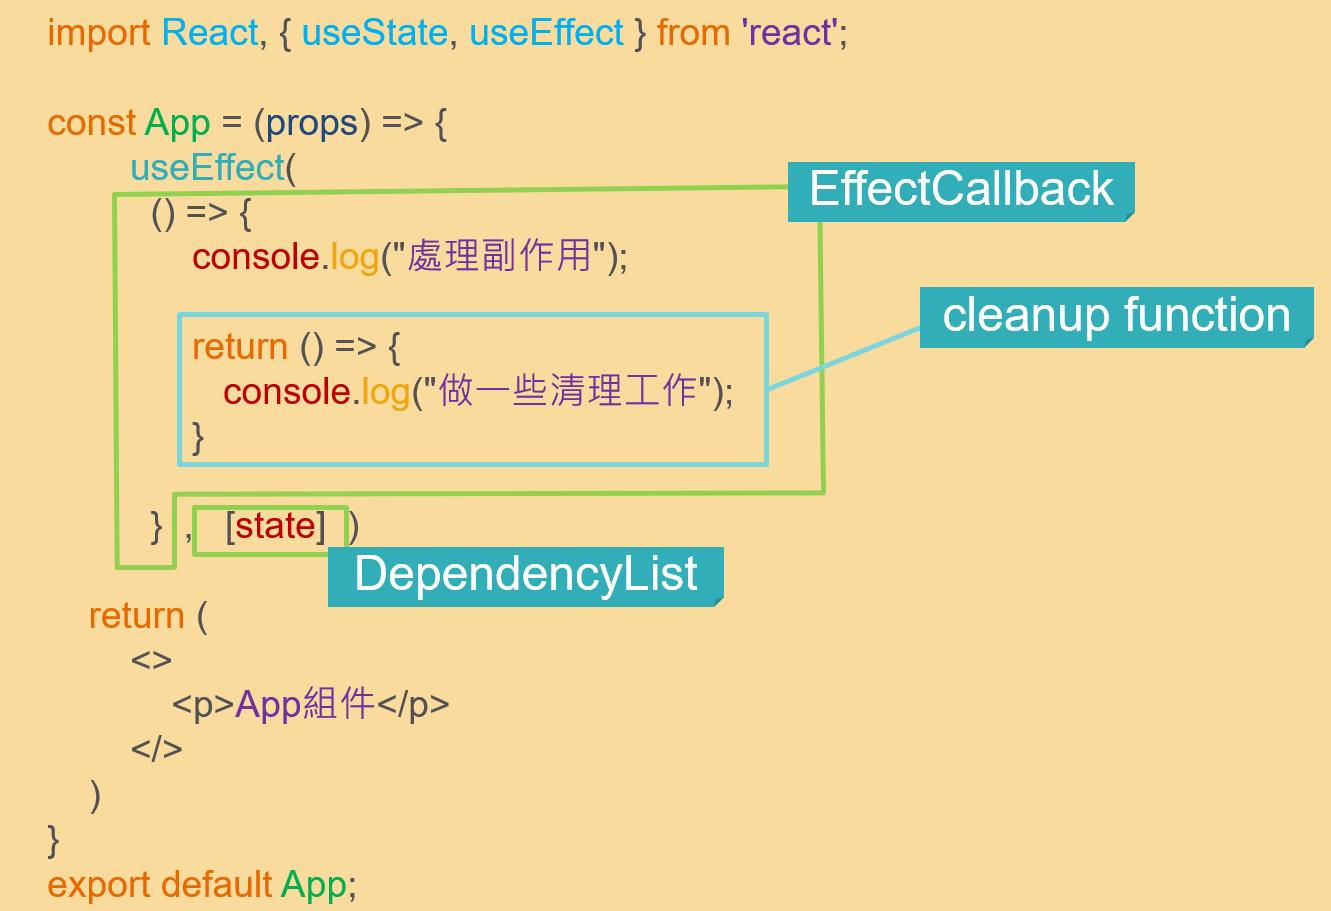 import React, { useState, useEffect } from 'react';
const App = (props) => {
useEffect(
EffectCallback
() => {
console.log("處理副作用");
cleanup function
return () => {
console.log("做一些清理工作");
}
} , [state] )
DependencyList
return (
<>
<p>App組件</p>
</>
)
}
export default App;